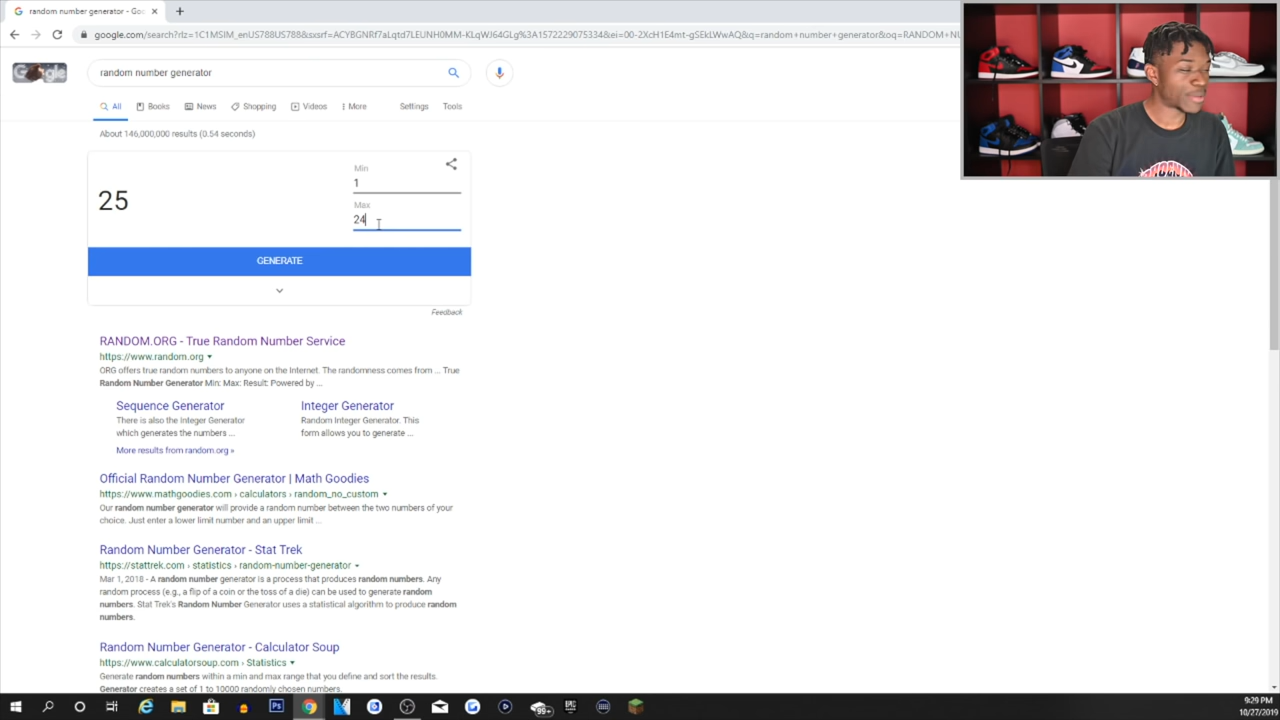 random number generator - Goo
google.com/search?rlz=1C1MSIM_enUS788US788&sxsrf=ACYBGNRf7aLqtd7LEUNH0MM-KLqWJ64GLg%3A1572229075334&ei=00-2XcH1E4mt-gSEkLWwAQ&q=random+number+generator&oq=RANDOM+NU
Google
random number generator
All Books News Shopping Videos More Settings Tools
About 146,000,000 results (0.54 seconds)
25
Min
1
Max
24
GENERATE
Feedback
RANDOM.ORG - True Random Number Service
https://www.random.org
ORG offers true random numbers to anyone on the Internet. The randomness comes from ... True
Random Number Generator Min: Max: Result: Powered by ...
Sequence Generator
There is also the Integer Generator
which generates the numbers ...
Integer Generator
Random Integer Generator. This
form allows you to generate ...
More results from random.org »
Official Random Number Generator | Math Goodies
https://www.mathgoodies.com › calculators › random_no_custom
Our random number generator will provide a random number between the two numbers of your
choice. Just enter a lower limit number and an upper limit ...
Random Number Generator - Stat Trek
https://stattrek.com › statistics › random-number-generator
Mar 1, 2018 - A random number generator is a process that produces random numbers. Any
random process (e.g., a flip of a coin or the toss of a die) can be used to generate random
numbers. Stat Trek's Random Number Generator uses a statistical algorithm to produce random
numbers.
Random Number Generator - Calculator Soup
https://www.calculatorsoup.com › Statistics
Generate random numbers within a min and max range that you define and sort the results.
Generator creates a set of 1 to 10000 randomly chosen numbers.
99+
9:29 PM
10/27/2019